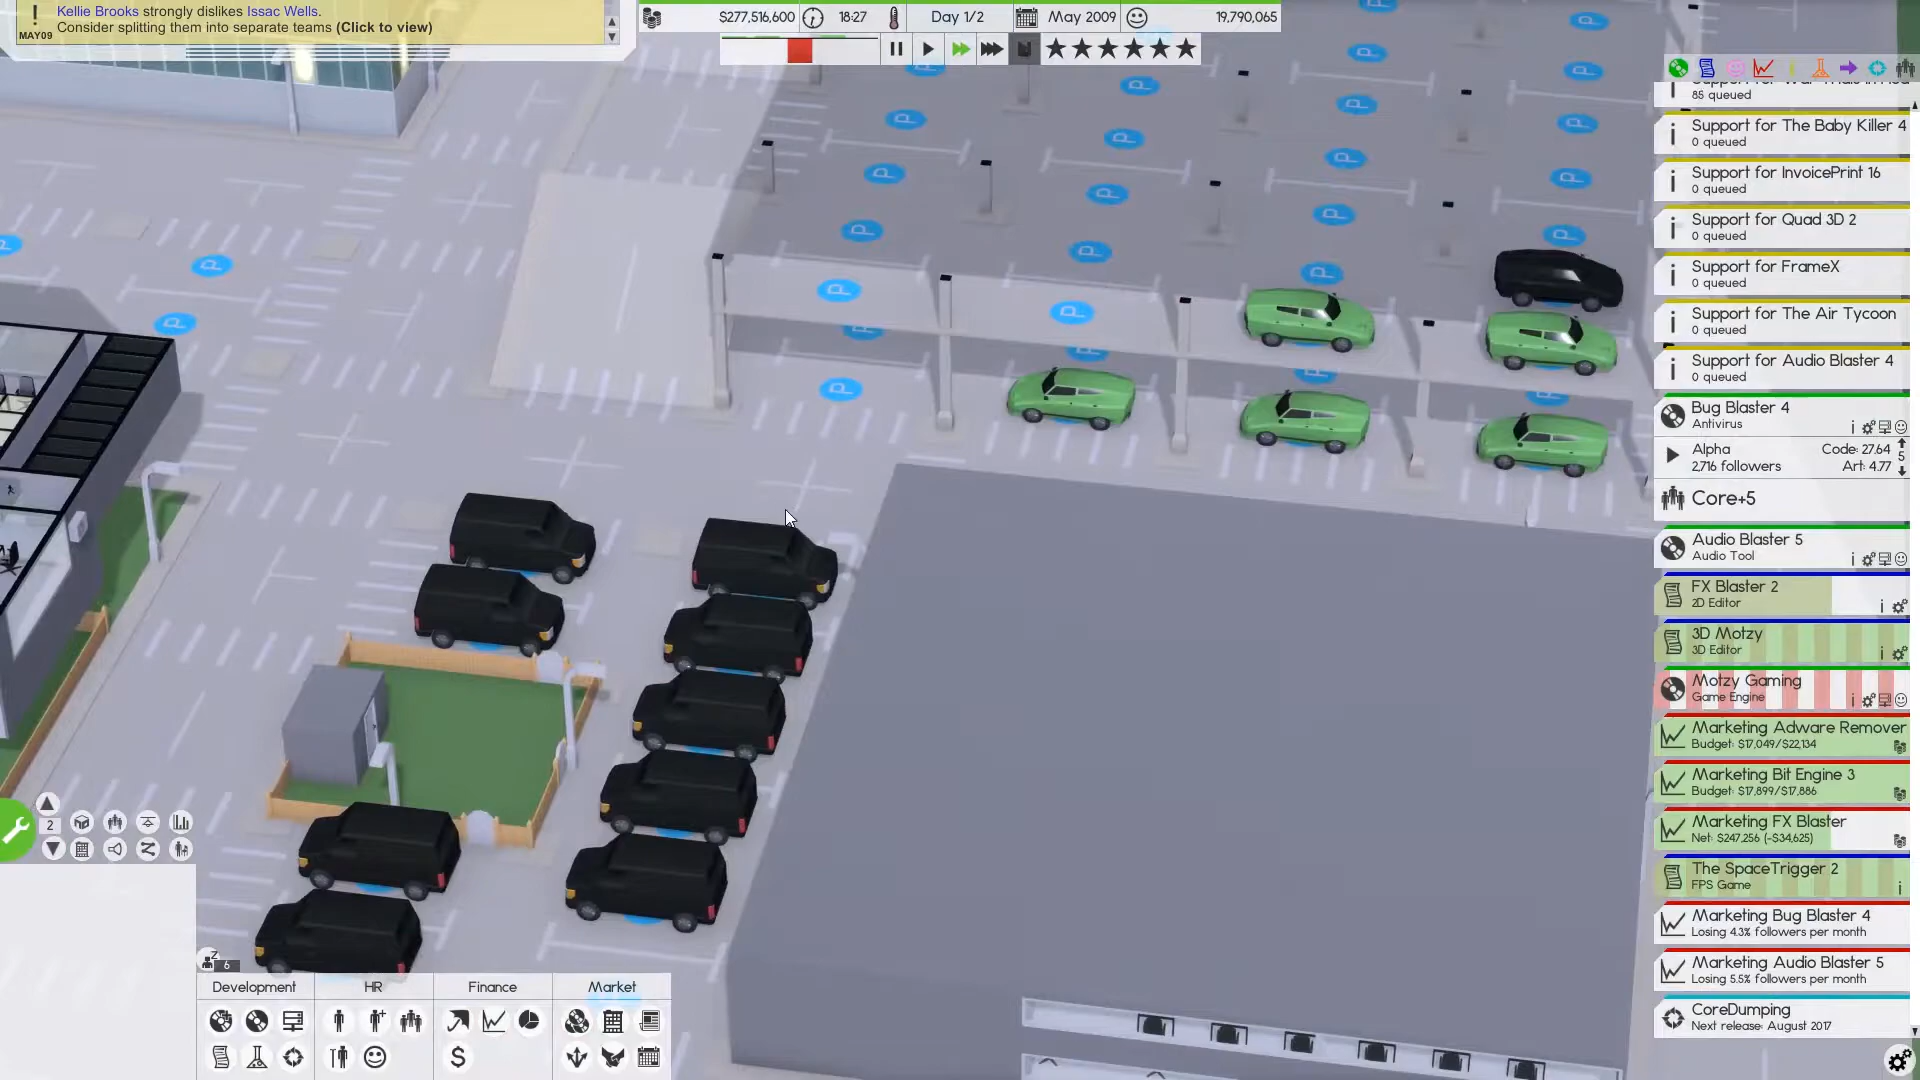 Kellie Brooks strongly dislikes Issac Wells.
MAY09
Consider splitting them into separate teams (Click to view)
$277,516,600
18:27
Day 1/2
May 2009
19,790,065
85 queued
Support for The Baby Killer 4
0 queued
Support for InvoicePrint 16
0 queued
Support for Quad 3D 2
0 queued
Support for FrameX
0 queued
Support for The Air Tycoon
0 queued
Support for Audio Blaster 4
0 queued
Bug Blaster 4
Antivirus
Alpha
Code: 27.64
5
2,716 followers
Art: 4.77
Core+5
Audio Blaster 5
Audio Tool
FX Blaster 2
2D Editor
3D Motzy
3D Editor
Motzy Gaming
Game Engine
Marketing Adware Remover
Budget: $17,049/$22,134
Marketing Bit Engine 3
Budget: $17,899/$17,886
Marketing FX Blaster
Net: $247,256 (-$34,625)
The SpaceTrigger 2
FPS Game
Marketing Bug Blaster 4
Losing 4.3% followers per month
Marketing Audio Blaster 5
Losing 5.5% followers per month
CoreDumping
Next release: August 2017
2
6
Development
HR
Finance
Market